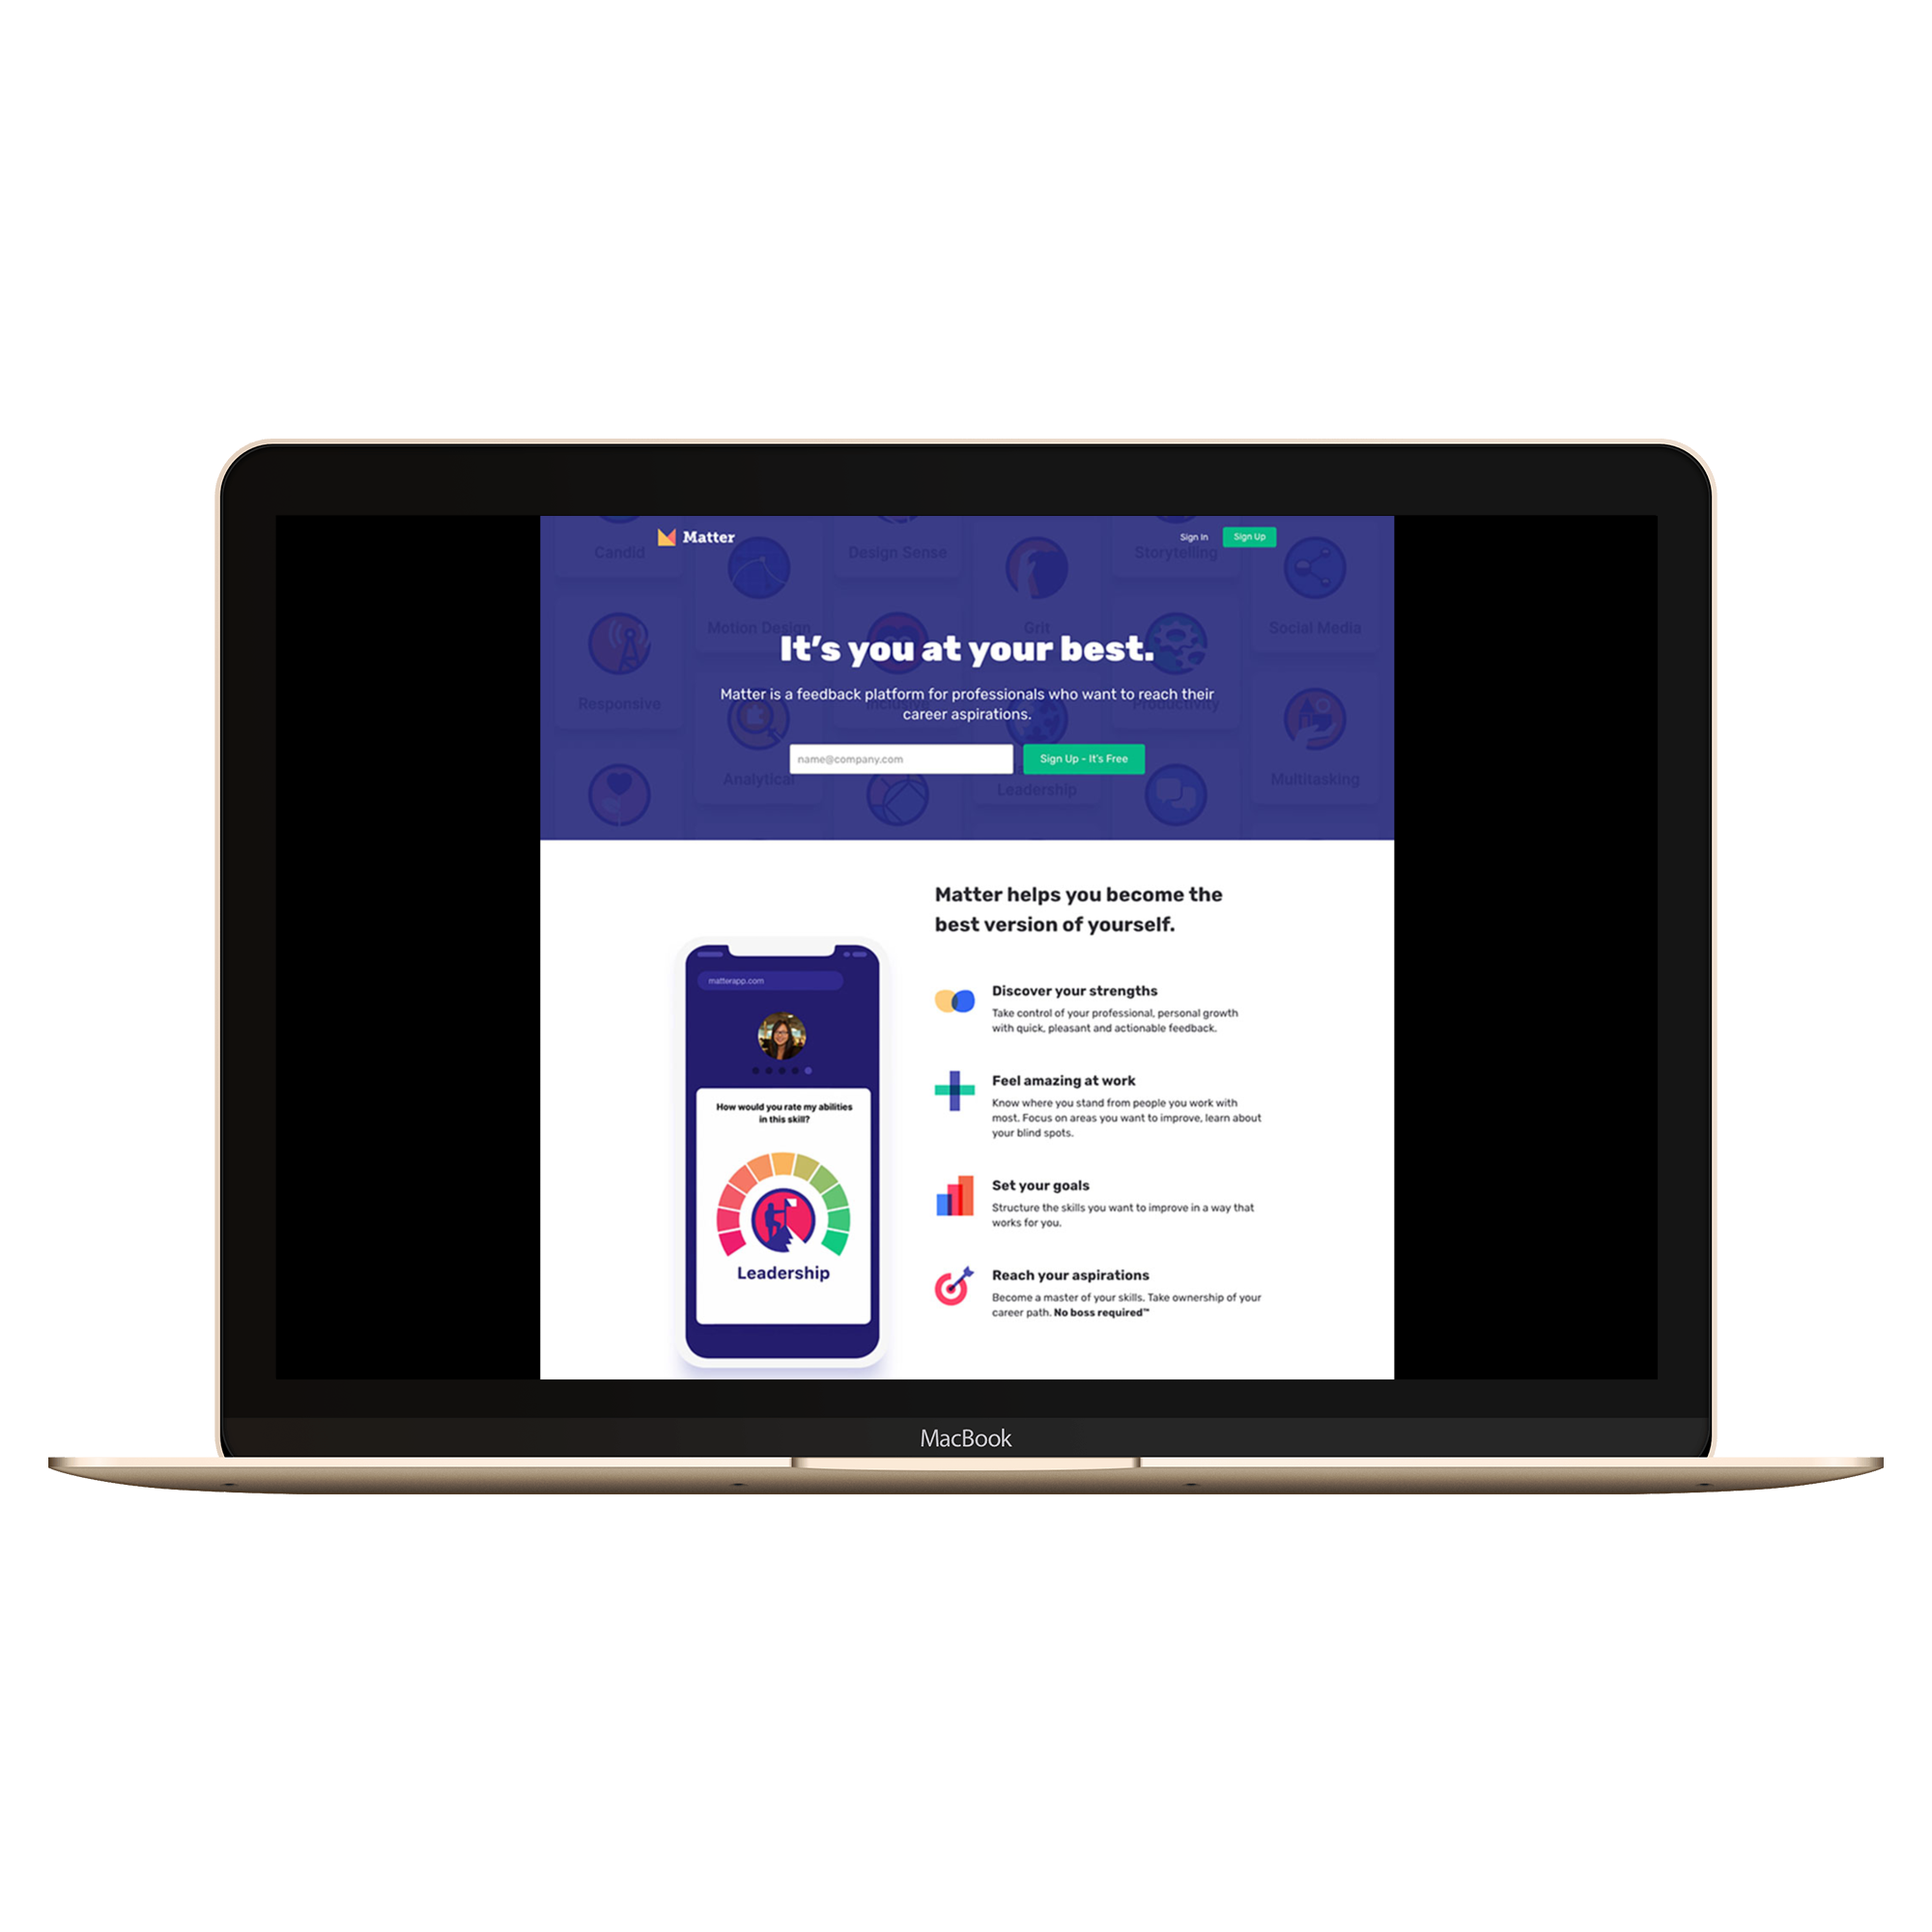 Matter
Sign In
Sign Up
Candid
Design Sense
Storytelling
Motion Design
Grit
Social Media
It's you at your best.
Matter is a feedback platform for professionals who want to reach their
career aspirations.
Responsive
Inclusive
Productivity
name@company.com
Sign Up - It's Free
Analytical
Leadership
Multitasking
Matter helps you become the
best version of yourself.
matterapp.com
How would you rate my abilities
in this skill?
Leadership
Discover your strengths
Take control of your professional, personal growth
with quick, pleasant and actionable feedback.
Feel amazing at work
Know where you stand from people you work with
most. Focus on areas you want to improve, learn about
your blind spots.
Set your goals
Structure the skills you want to improve in a way that
works for you.
Reach your aspirations
Become a master of your skills. Take ownership of your
career path. No boss required™
MacBook